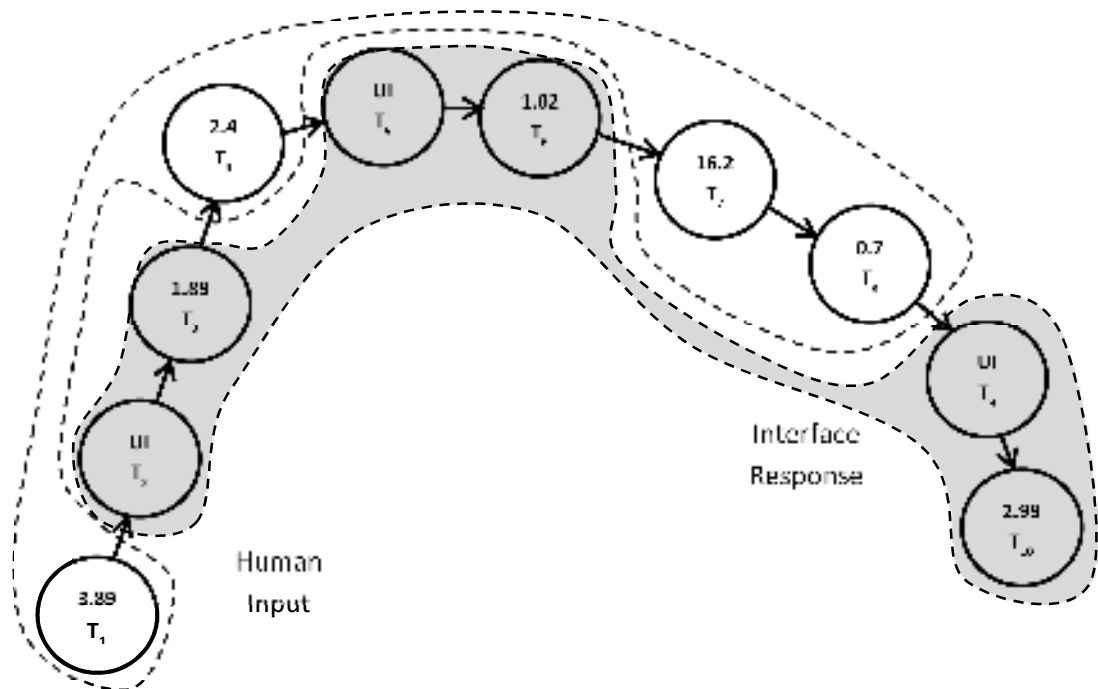 UI
1.02
2.4
16.2
0.7
1.89
UI
UI
Interface
Response
2.99
Human
Input
3.89
T₁